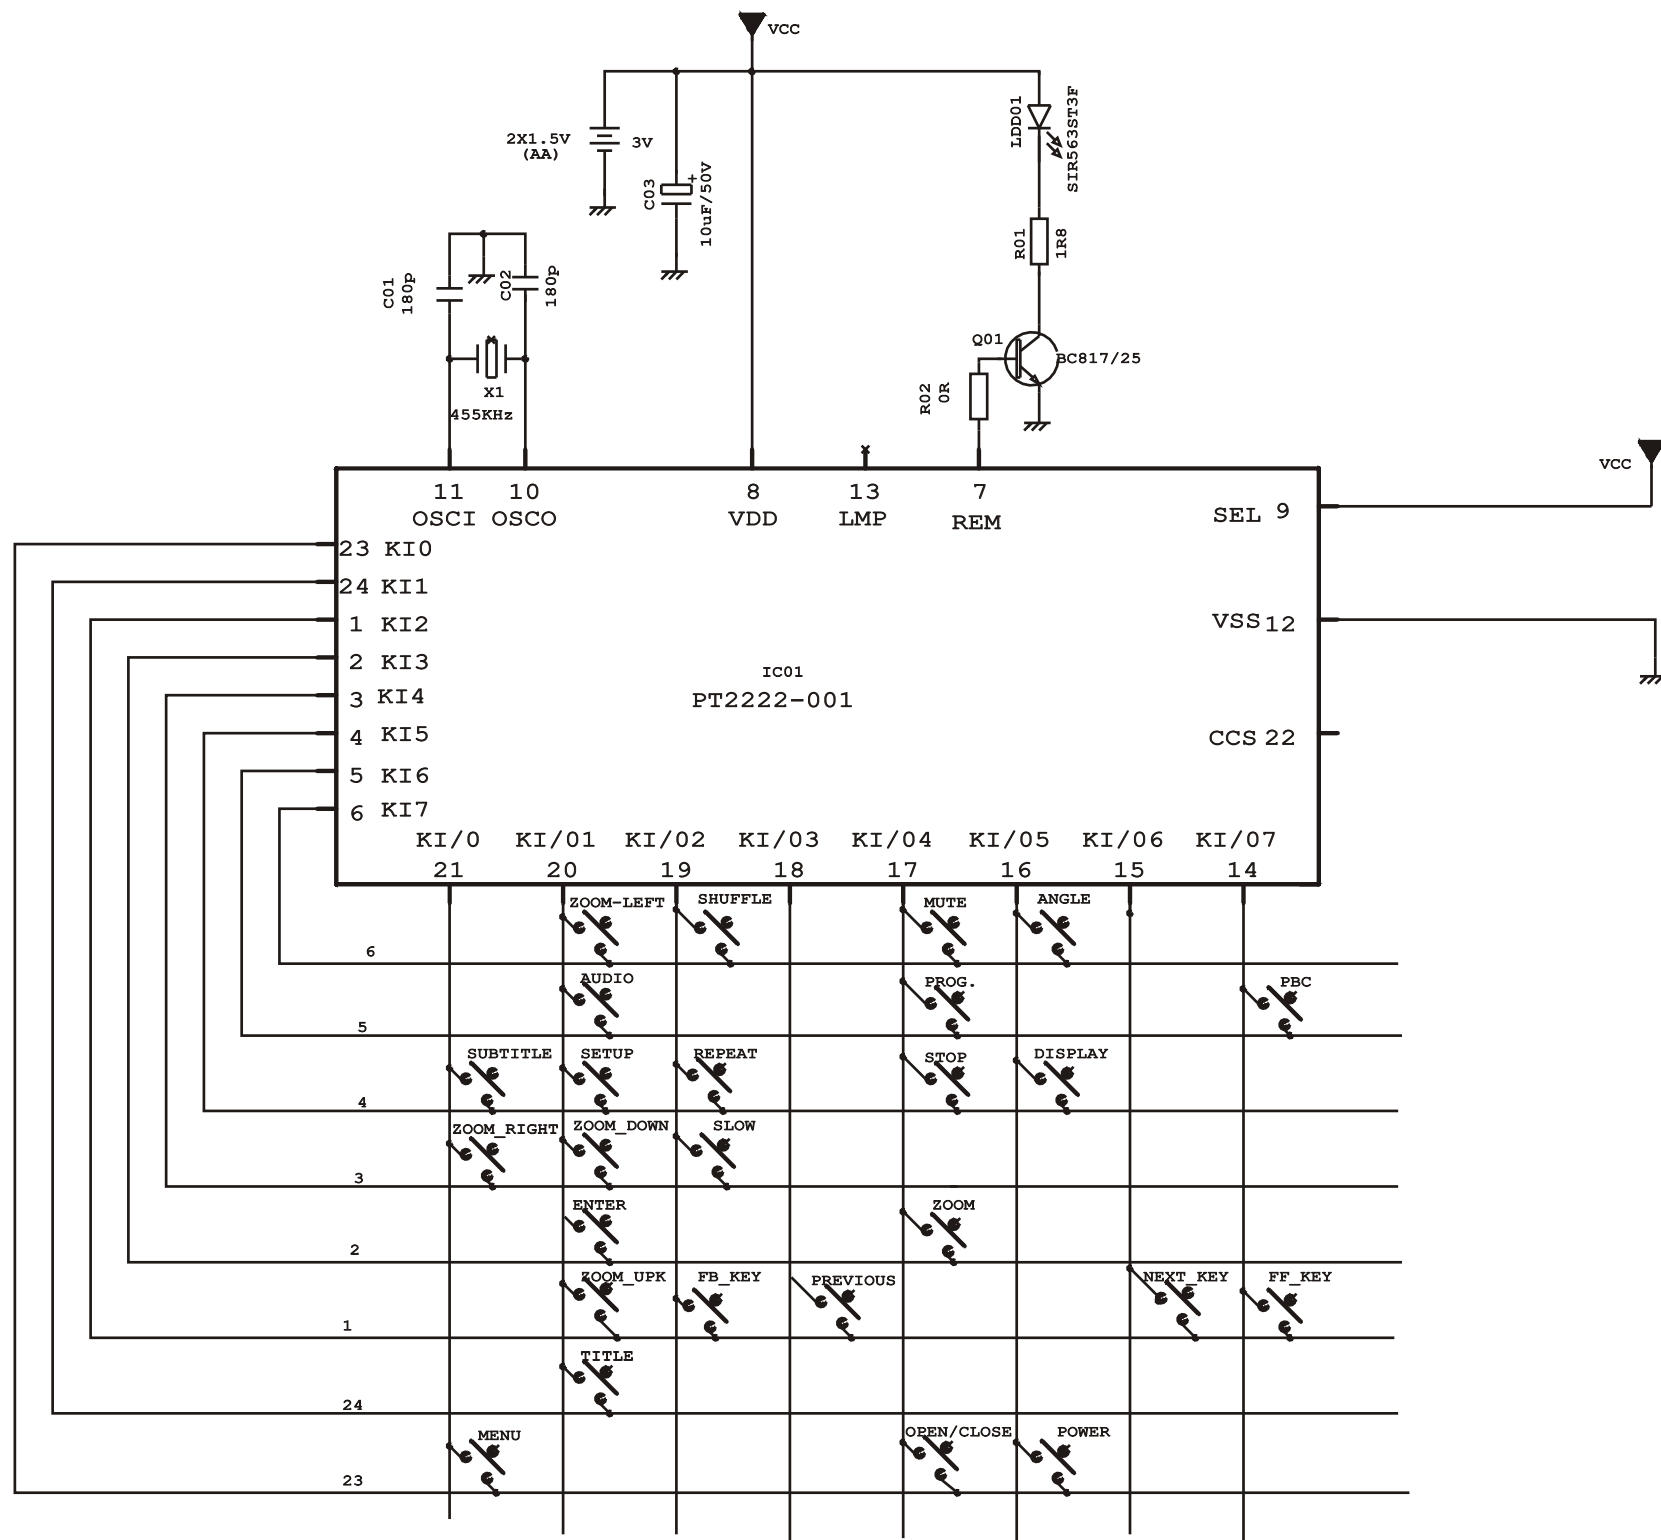 VCC
2X1.5V
(AA)
3V
C03
10uF/50V
LDD01
SIR563ST3F
C01
180p
C02
180p
R01
1R8
X1
455KHz
Q01
BC817/25
R02
0R
VCC
11 10 8 13 7
OSCI OSCO VDD LMP REM
SEL 9
23 KI0
24 KI1
1 KI2
VSS 12
2 KI3
IC01
PT2222-001
3 KI4
4 KI5
CCS 22
5 KI6
6 KI7
KI/0 KI/01 KI/02 KI/03 KI/04 KI/05 KI/06 KI/07
21 20 19 18 17 16 15 14
ZOOM-LEFT SHUFFLE MUTE ANGLE
6
AUDIO PROG. PBC
5
SUBTITLE SETUP REPEAT STOP DISPLAY
4
ZOOM_RIGHT ZOOM_DOWN SLOW
3
ENTER ZOOM
2
ZOOM_UPK FB_KEY PREVIOUS NEXT_KEY FF_KEY
1
TITLE
24
MENU OPEN/CLOSE POWER
23